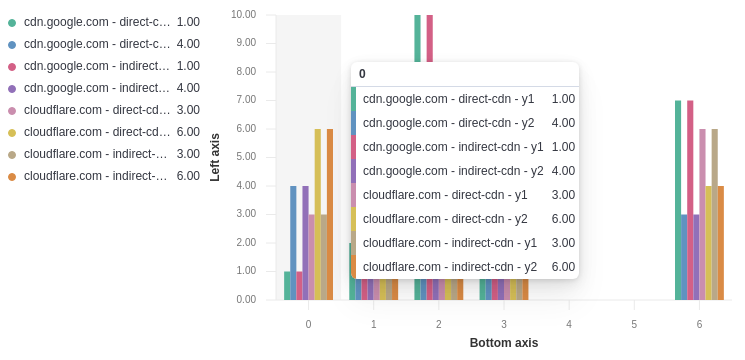 cdn.google.com - direct-c... 1.00
cdn.google.com - direct-c... 4.00
cdn.google.com - indirect... 1.00
cdn.google.com - indirect... 4.00
cloudflare.com - direct-cd... 3.00
cloudflare.com - direct-cd... 6.00
cloudflare.com - indirect-... 3.00
cloudflare.com - indirect-... 6.00
Left axis
10.00
9.00
8.00
7.00
6.00
5.00
4.00
3.00
2.00
1.00
0.00
0
cdn.google.com - direct-cdn - y1 1.00
cdn.google.com - direct-cdn - y2 4.00
cdn.google.com - indirect-cdn - y1 1.00
cdn.google.com - indirect-cdn - y2 4.00
cloudflare.com - direct-cdn - y1 3.00
cloudflare.com - direct-cdn - y2 6.00
cloudflare.com - indirect-cdn - y1 3.00
cloudflare.com - indirect-cdn - y2 6.00
0 1 2 3 4 5 6
Bottom axis